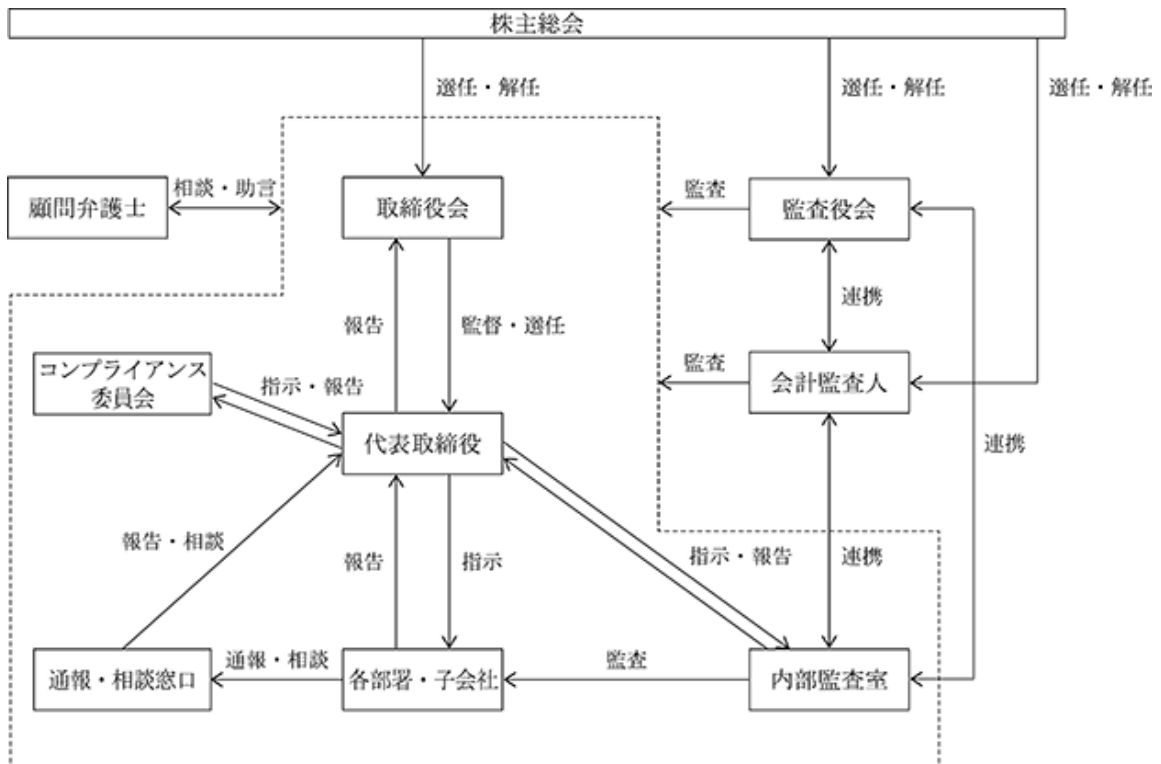 株主総会
選任・解任
選任・解任
選任・解任
顧問弁護士
相談・助言
取締役会
監査
監査役会
報告
監督・選任
連携
コンプライアンス
委員会
指示・報告
監査
会計監査人
代表取締役
連携
報告・相談
報告
指示
指示・報告
連携
通報・相談窓口
通報・相談
各部署・子会社
監査
内部監査室